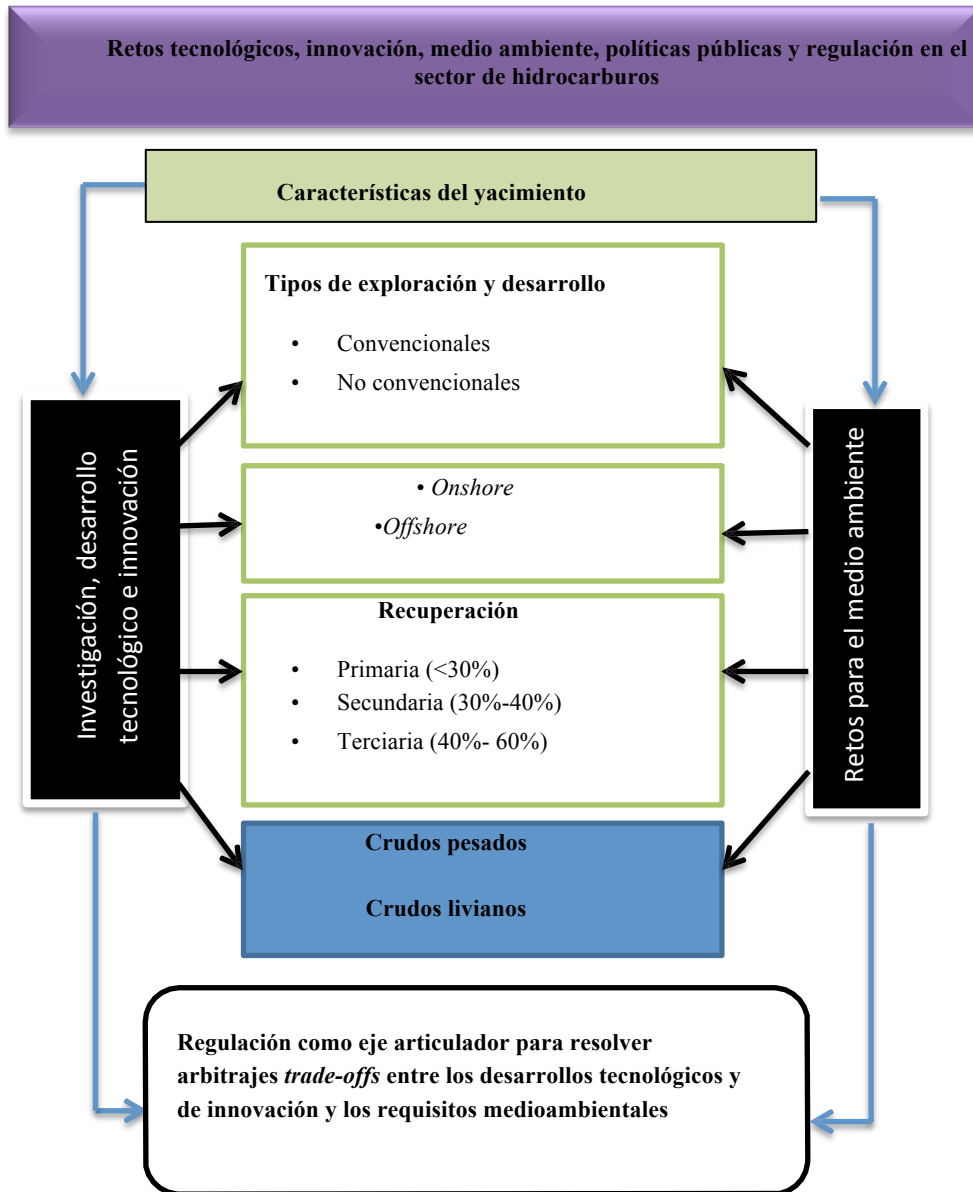 Retos tecnológicos, innovación, medio ambiente, políticas públicas y regulación en el
sector de hidrocarburos
Características del yacimiento
Tipos de exploración y desarrollo
• Convencionales
• No convencionales
• Onshore
•Offshore
Recuperación
• Primaria (<30%)
• Secundaria (30%-40%)
• Terciaria (40%- 60%)
Crudos pesados
Crudos livianos
Investigación, desarrollo
tecnológico e innovación
Retos para el medio ambiente
Regulación como eje articulador para resolver
arbitrajes trade-offs entre los desarrollos tecnológicos y
de innovación y los requisitos medioambientales